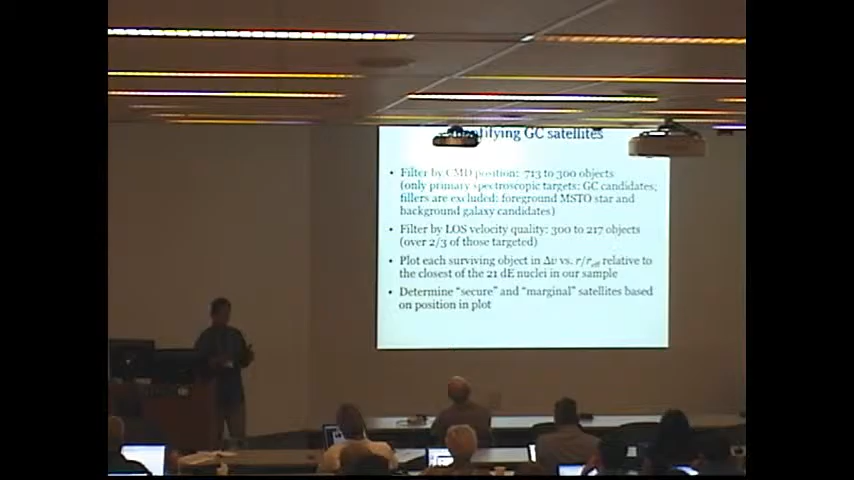 Identifying GC satellites
• Filter by CMD position: 713 to 300 objects
(only primary spectroscopic targets: GC candidates;
fillers are excluded: foreground MSTO star and
background galaxy candidates)
• Filter by LOS velocity quality: 300 to 217 objects
(over 2/3 of those targeted)
• Plot each surviving object in Δv vs. r/r_eff relative to
the closest of the 21 dE nuclei in our sample
• Determine “secure” and “marginal” satellites based
on position in plot